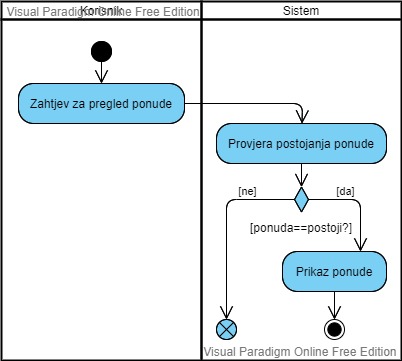 Visual Paradigm Online Free Edition
Korisnik
Sistem
Zahtjev za pregled ponude
Provjera postojanja ponude
[ne]
[da]
[ponuda==postoji?]
Prikaz ponude
Visual Paradigm Online Free Edition